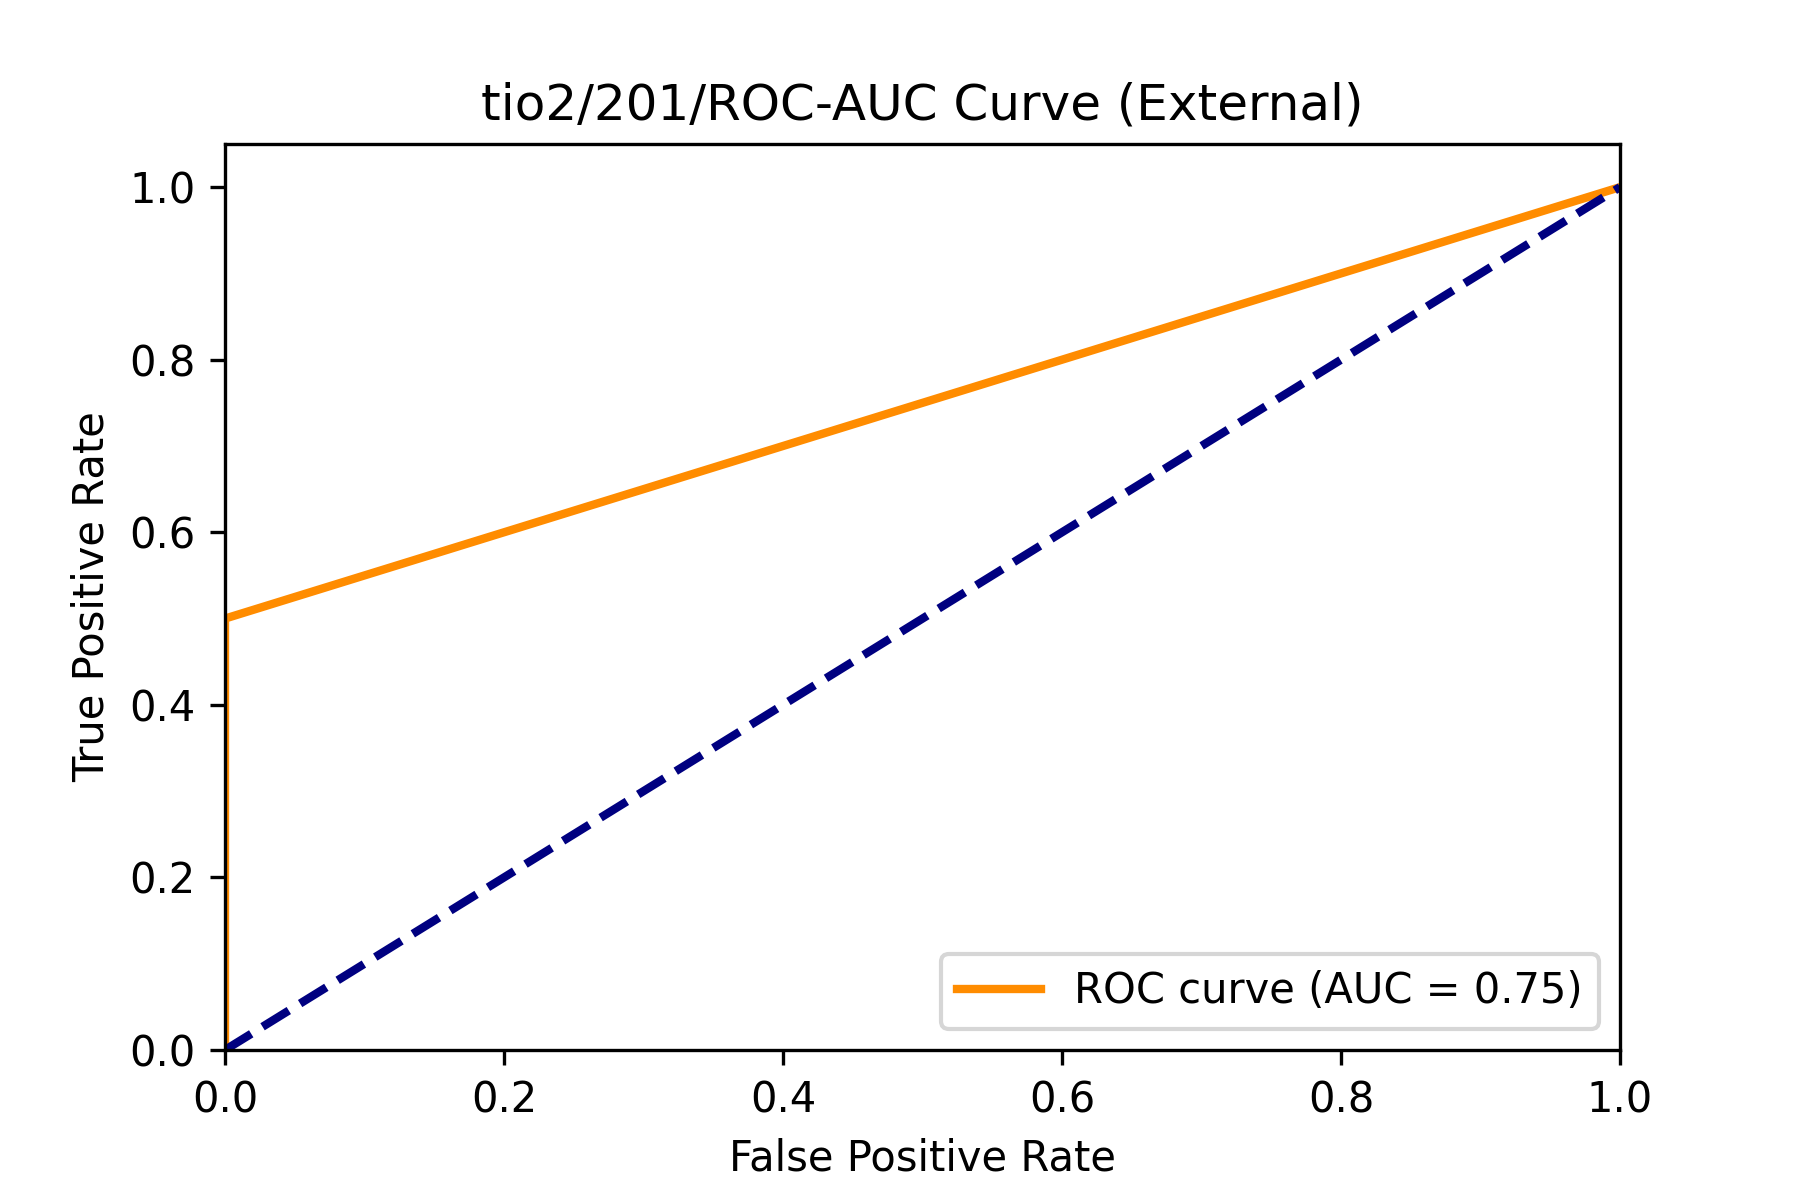 tio2/201/ROC-AUC Curve (External)
1.0
0.8
0.6
0.4
0.2
0.0
True Positive Rate
ROC curve (AUC = 0.75)
0.0 0.2 0.4 0.6 0.8 1.0
False Positive Rate